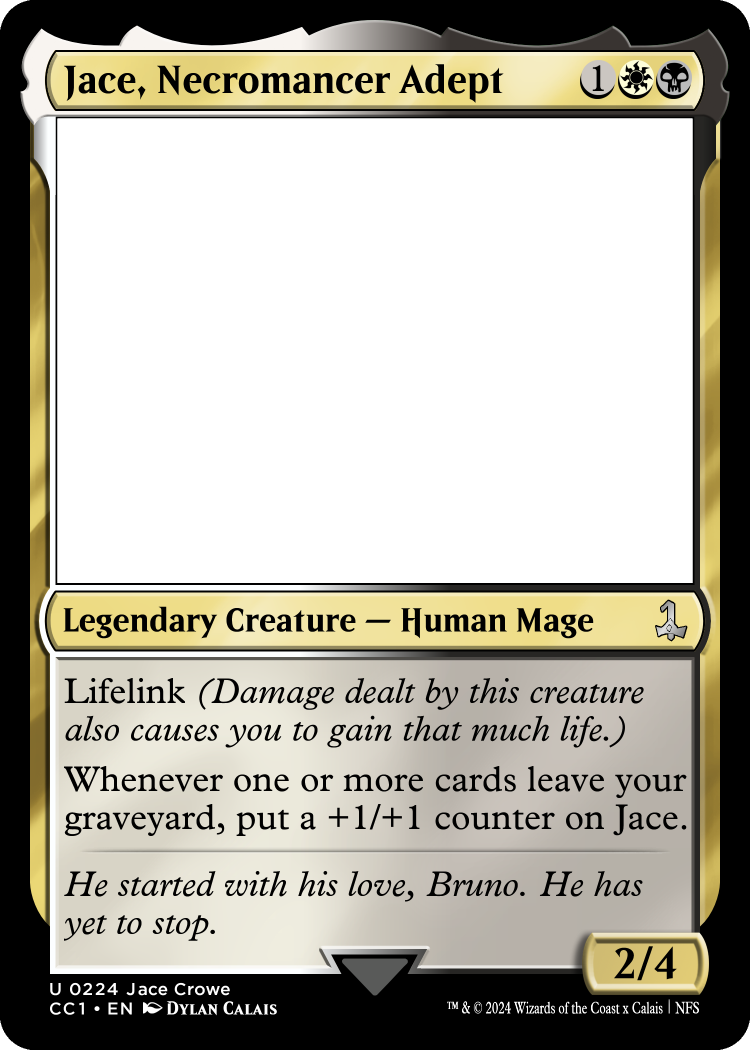 Jace, Necromancer Adept 1
Legendary Creature — Human Mage 1
Lifelink (Damage dealt by this creature
also causes you to gain that much life.)
Whenever one or more cards leave your
graveyard, put a +1/+1 counter on Jace.
He started with his love, Bruno. He has
yet to stop.
2/4
U 0224 Jace Crowe
CC1 • EN Dylan Calais
™ & © 2024 Wizards of the Coast x Calais | NFS